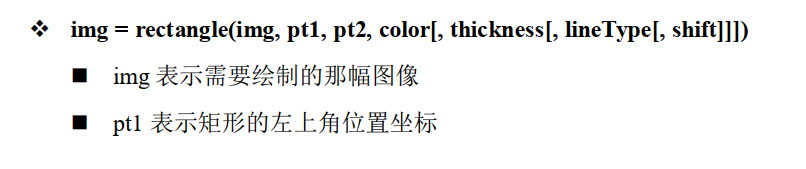 ❖ img = rectangle(img, pt1, pt2, color[, thickness[, lineType[, shift]]])
■ img 表示需要绘制的那幅图像
■ pt1 表示矩形的左上角位置坐标